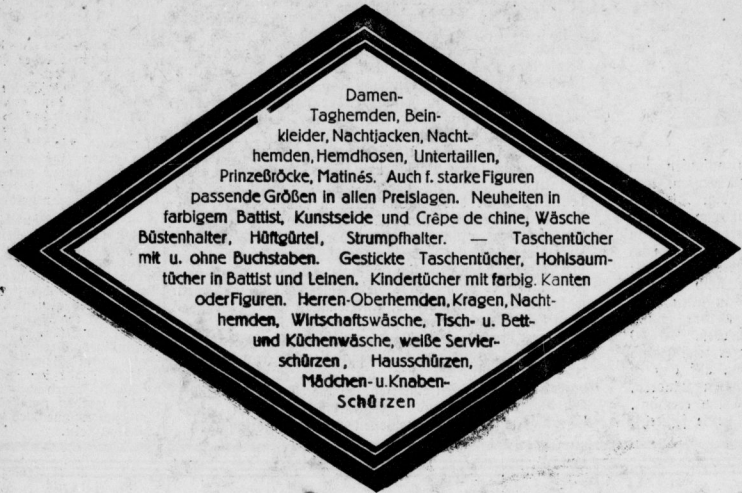 Damen-
Taghemden, Bein-
kleider, Nachtjacken, Nacht-
hemden, Hemdhosen, Untertaillen,
Prinzeßröcke, Matinés. Auch f. starke Figuren
passende Größen in allen Preislagen. Neuheiten in
farbigem Battist, Kunstseide und Crêpe de chine, Wäsche
Büstenhalter, Hüftgürtel, Strumpfhalter. — Taschentücher
mit u. ohne Buchstaben. Gestickte Taschentücher, Hohlsaum-
tücher in Battist und Leinen. Kindertücher mit farbig. Kanten
oder Figuren. Herren-Oberhemden, Kragen, Nacht-
hemden, Wirtschaftswäsche, Tisch- u. Bett-
und Küchenwäsche, weiße Servier-
schürzen, Hausschürzen,
Mädchen- u. Knaben-
Schürzen